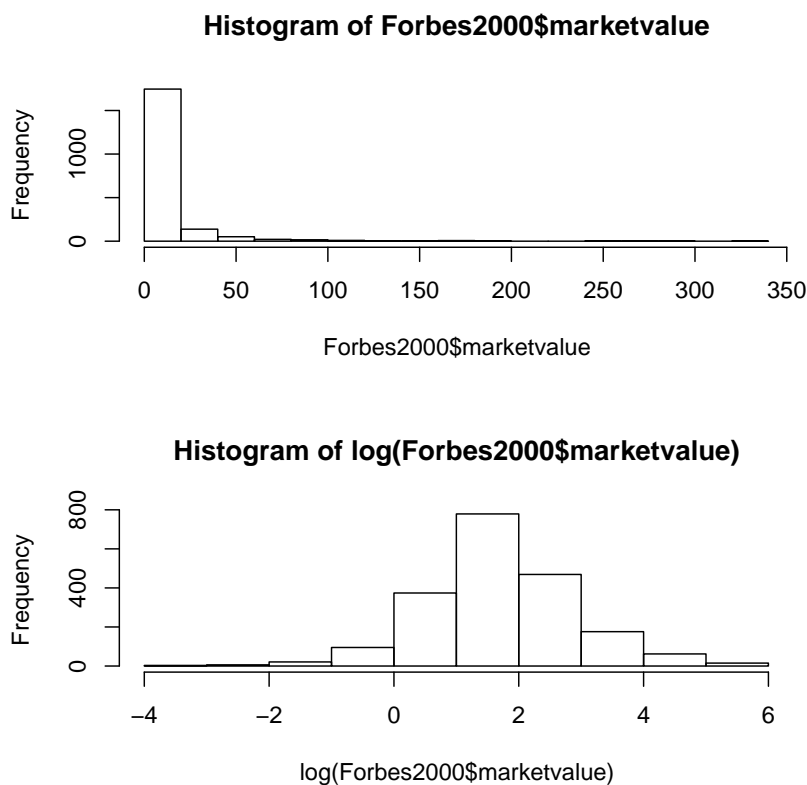 Histogram of Forbes2000$marketvalue
Frequency
0 1000
0 50 100 150 200 250 300 350
Forbes2000$marketvalue
Histogram of log(Forbes2000$marketvalue)
Frequency
0 400 800
−4 −2 0 2 4 6
log(Forbes2000$marketvalue)